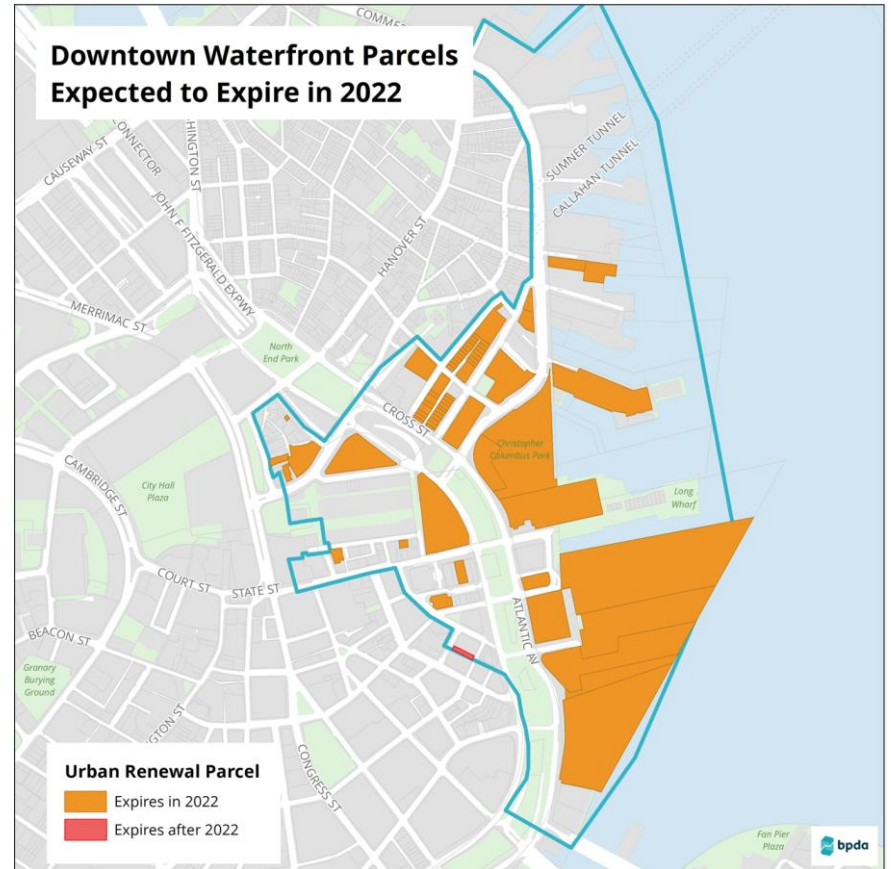 COMMER
Downtown Waterfront Parcels
Expected to Expire in 2022
CONNECTOR
HINGTON ST
CAUSEWAY ST
JOHN F FITZGERALD EXPWY
HANOVER ST
SUMNER TUNNEL
CALLAHAN TUNNEL
MERRIMAC ST
North
End Park
CROSS ST
Christopher
Columbus Park
CAMBRIDGE ST
City Hall
Plaza
Long
Wharf
COURT ST
STATE ST
ATLANTIC AV
BEACON ST
Granary
Burying
Ground
NGTON ST
CONGRESS ST
Urban Renewal Parcel
Expires in 2022
Expires after 2022
Fan Pier
Plaza
bpda